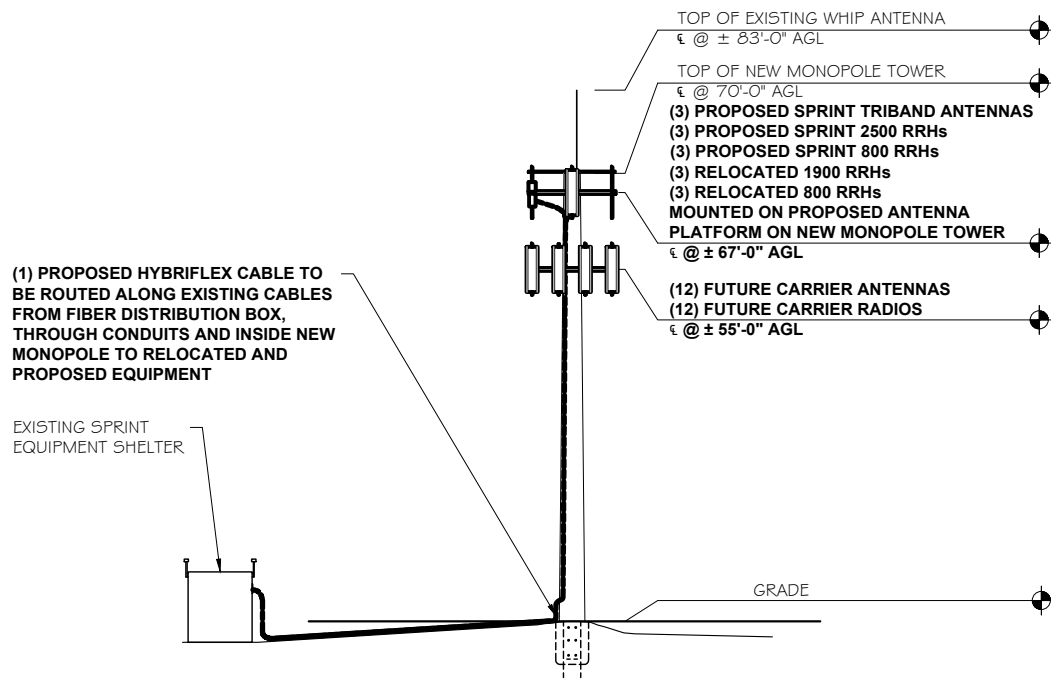 TOP OF EXISTING WHIP ANTENNA
℄ @ ± 83'-0" AGL
TOP OF NEW MONOPOLE TOWER
℄ @ 70'-0" AGL
(3) PROPOSED SPRINT TRIBAND ANTENNAS
(3) PROPOSED SPRINT 2500 RRHs
(3) PROPOSED SPRINT 800 RRHs
(3) RELOCATED 1900 RRHs
(3) RELOCATED 800 RRHs
MOUNTED ON PROPOSED ANTENNA
PLATFORM ON NEW MONOPOLE TOWER
℄ @ ± 67'-0" AGL
(12) FUTURE CARRIER ANTENNAS
(12) FUTURE CARRIER RADIOS
℄ @ ± 55'-0" AGL
(1) PROPOSED HYBRIFLEX CABLE TO
BE ROUTED ALONG EXISTING CABLES
FROM FIBER DISTRIBUTION BOX,
THROUGH CONDUITS AND INSIDE NEW
MONOPOLE TO RELOCATED AND
PROPOSED EQUIPMENT
EXISTING SPRINT
EQUIPMENT SHELTER
GRADE